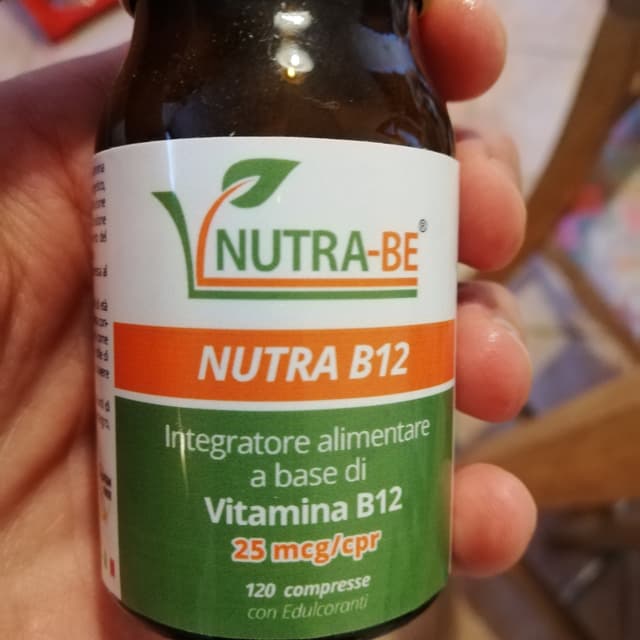 NUTRA-BE®
NUTRA B12
Integratore alimentare
a base di
Vitamina B12
25 mcg/cpr
120 compresse
con Edulcoranti